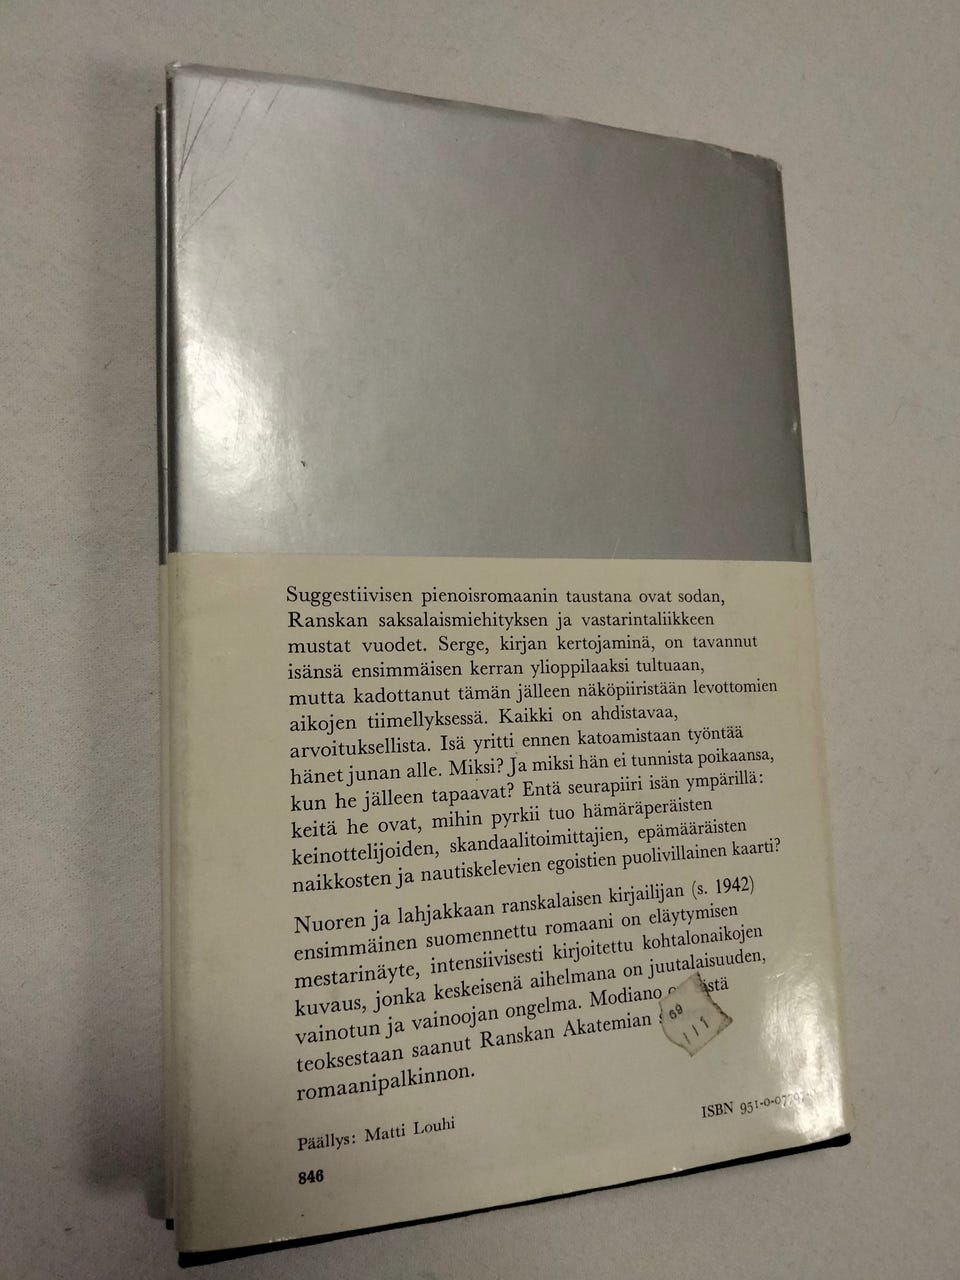 Suggestiivisen pienoisromaanin taustana ovat sodan,
Ranskan saksalaismiehityksen ja vastarintaliikkeen
mustat vuodet. Serge, kirjan kertojaminä, on tavannut
isänsä ensimmäisen kerran ylioppilaaksi tultuaan,
mutta kadottanut tämän jälleen näköpiiristään levottomien
aikojen tiimellyksessä. Kaikki on ahdistavaa,
arvoituksellista. Isä yritti ennen katoamistaan työntää
hänet junan alle. Miksi? Ja miksi hän ei tunnista poikaansa,
kun he jälleen tapaavat? Entä seurapiiri isän ympärillä:
keitä he ovat, mihin pyrkii tuo hämäräperäisten
keinottelijoiden, skandaalitoimittajien, epämääräisten
naikkosten ja nautiskelevien egoistien puolivillainen kaarti?
Nuoren ja lahjakkaan ranskalaisen kirjailijan (s. 1942)
ensimmäinen suomennettu romaani on eläytymisen
mestarinäyte, intensiivisesti kirjoitettu kohtalonaikojen
kuvaus, jonka keskeisenä aihelmana on juutalaisuuden,
vainotun ja vainoojan ongelma. Modiano
teoksestaan saanut Ranskan Akatemian
romaanipalkinnon.
69
111
Päällys: Matti Louhi
ISBN
846